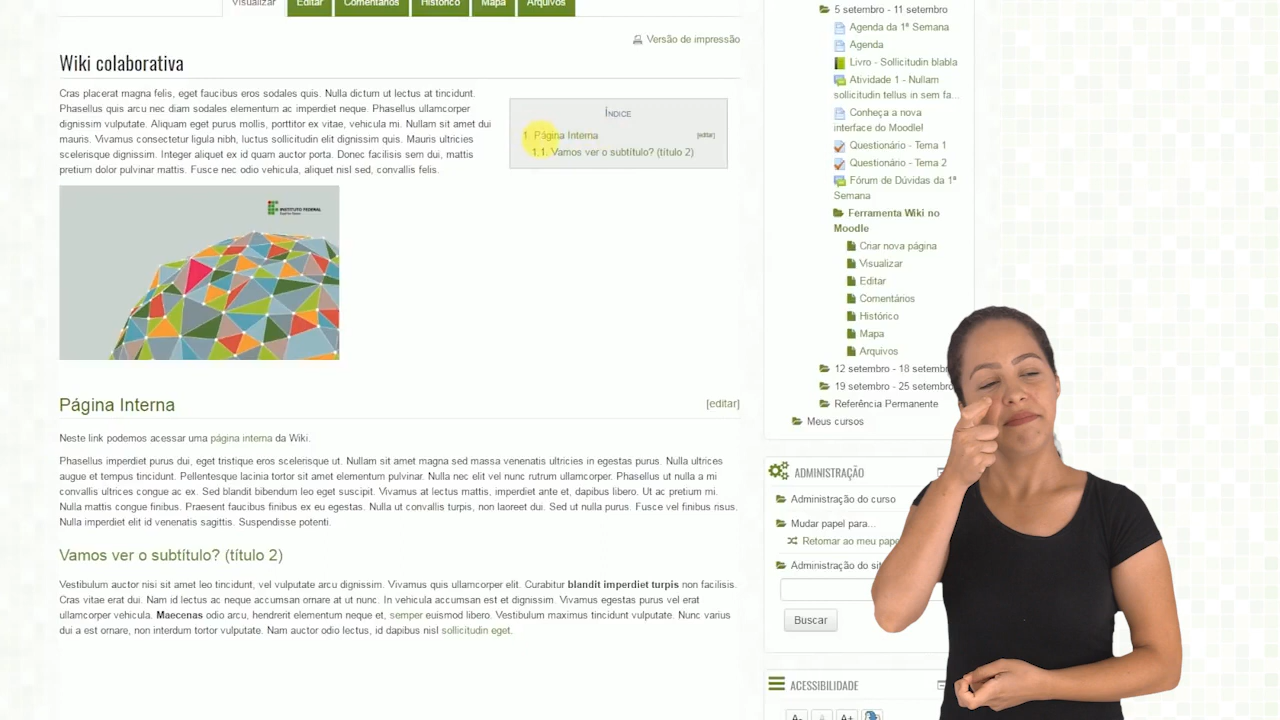 Visualizar Editar Comentários Histórico Mapa Arquivos
Versão de impressão
Wiki colaborativa
Cras placerat magna felis, eget faucibus eros sodales quis. Nulla dictum ut lectus at tincidunt.
Phasellus quis arcu nec diam sodales elementum ac imperdiet neque. Phasellus ullamcorper
dignissim vulputate. Aliquam eget purus mollis, porttitor ex vitae, vehicula mi. Nullam sit amet dui
mauris. Vivamus consectetur ligula nibh, luctus sollicitudin elit dignissim quis. Mauris ultricies
scelerisque dignissim. Integer aliquet ex id quam auctor porta. Donec facilisis sem dui, mattis
pretium dolor pulvinar mattis. Fusce nec odio vehicula, aliquet nisl sed, convallis felis.
ÍNDICE
1. Página Interna [editar]
1.1. Vamos ver o subtítulo? (título 2)
INSTITUTO FEDERAL
Espírito Santo
Página Interna [editar]
Neste link podemos acessar uma página interna da Wiki.
Phasellus imperdiet purus dui, eget tristique eros scelerisque ut. Nullam sit amet magna sed massa venenatis ultricies in egestas purus. Nulla ultrices
augue et tempus tincidunt. Pellentesque lacinia tortor sit amet elementum pulvinar. Nulla nec elit vel nunc rutrum ullamcorper. Phasellus ut nulla a mi
convallis ultrices congue ac ex. Sed blandit bibendum leo eget suscipit. Vivamus at lectus mattis, imperdiet ante et, dapibus libero. Ut ac pretium mi.
Nulla mattis congue finibus. Praesent faucibus finibus ex eu egestas. Nulla ut convallis turpis, non laoreet dui. Sed ut nulla purus. Fusce vel finibus risus.
Nulla imperdiet elit id venenatis sagittis. Suspendisse potenti.
Vamos ver o subtítulo? (título 2)
Vestibulum auctor nisi sit amet leo tincidunt, vel vulputate arcu dignissim. Vivamus quis ullamcorper elit. Curabitur blandit imperdiet turpis non facilisis.
Cras vitae erat dui. Nam id lectus ac neque accumsan ornare at ut nunc. In vehicula accumsan est et dignissim. Vivamus egestas purus vel erat
ullamcorper vehicula. Maecenas odio arcu, hendrerit elementum neque et, semper euismod libero. Vestibulum maximus tincidunt vulputate. Nunc varius
dui a est ornare, non interdum tortor vulputate. Nam auctor odio lectus, id dapibus nisl sollicitudin eget.
5 setembro - 11 setembro
Agenda da 1ª Semana
Agenda
Livro - Sollicitudin blabla
Atividade 1 - Nullam
sollicitudin tellus in sem fa...
Conheça a nova
interface do Moodle!
Questionário - Tema 1
Questionário - Tema 2
Fórum de Dúvidas da 1ª
Semana
Ferramenta Wiki no
Moodle
Criar nova página
Visualizar
Editar
Comentários
Histórico
Mapa
Arquivos
12 setembro - 18 setembr
19 setembro - 25 setembro
Referência Permanente
Meus cursos
ADMINISTRAÇÃO
Administração do curso
Mudar papel para...
Retornar ao meu pape
Administração do si
Buscar
ACESSIBILIDADE
A- A A+